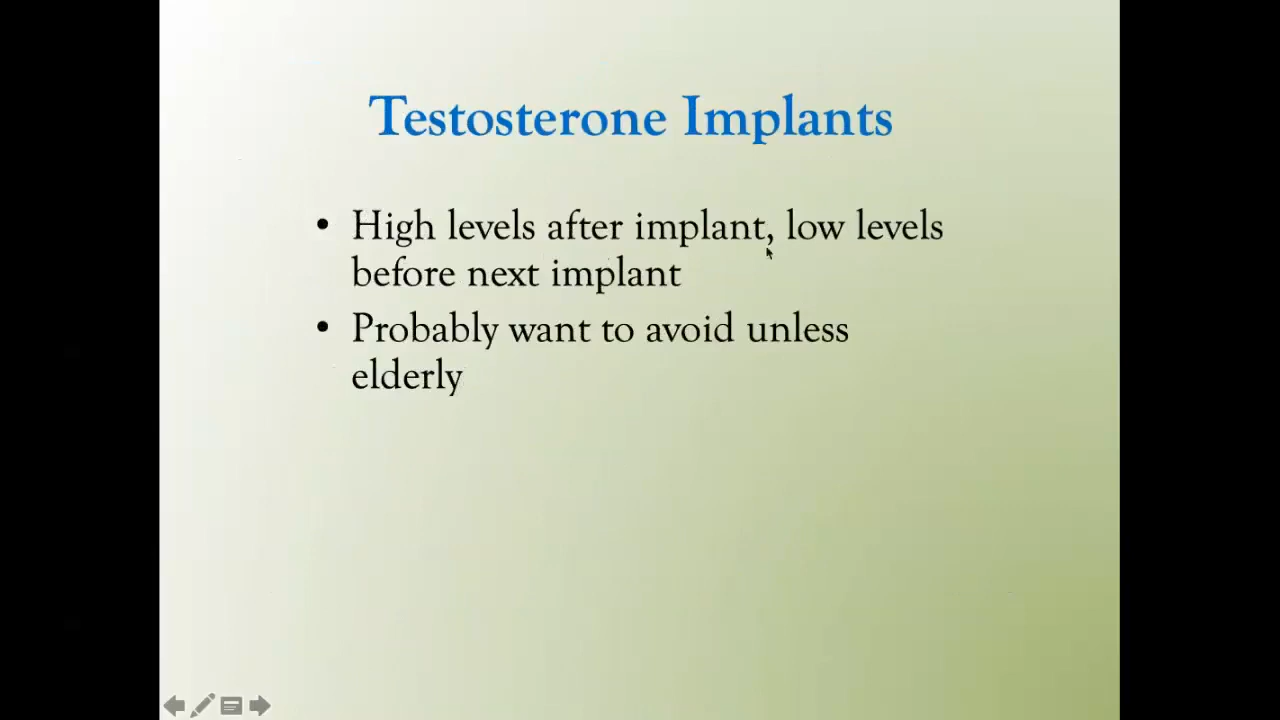 Testosterone Implants
• High levels after implant, low levels
before next implant
• Probably want to avoid unless
elderly